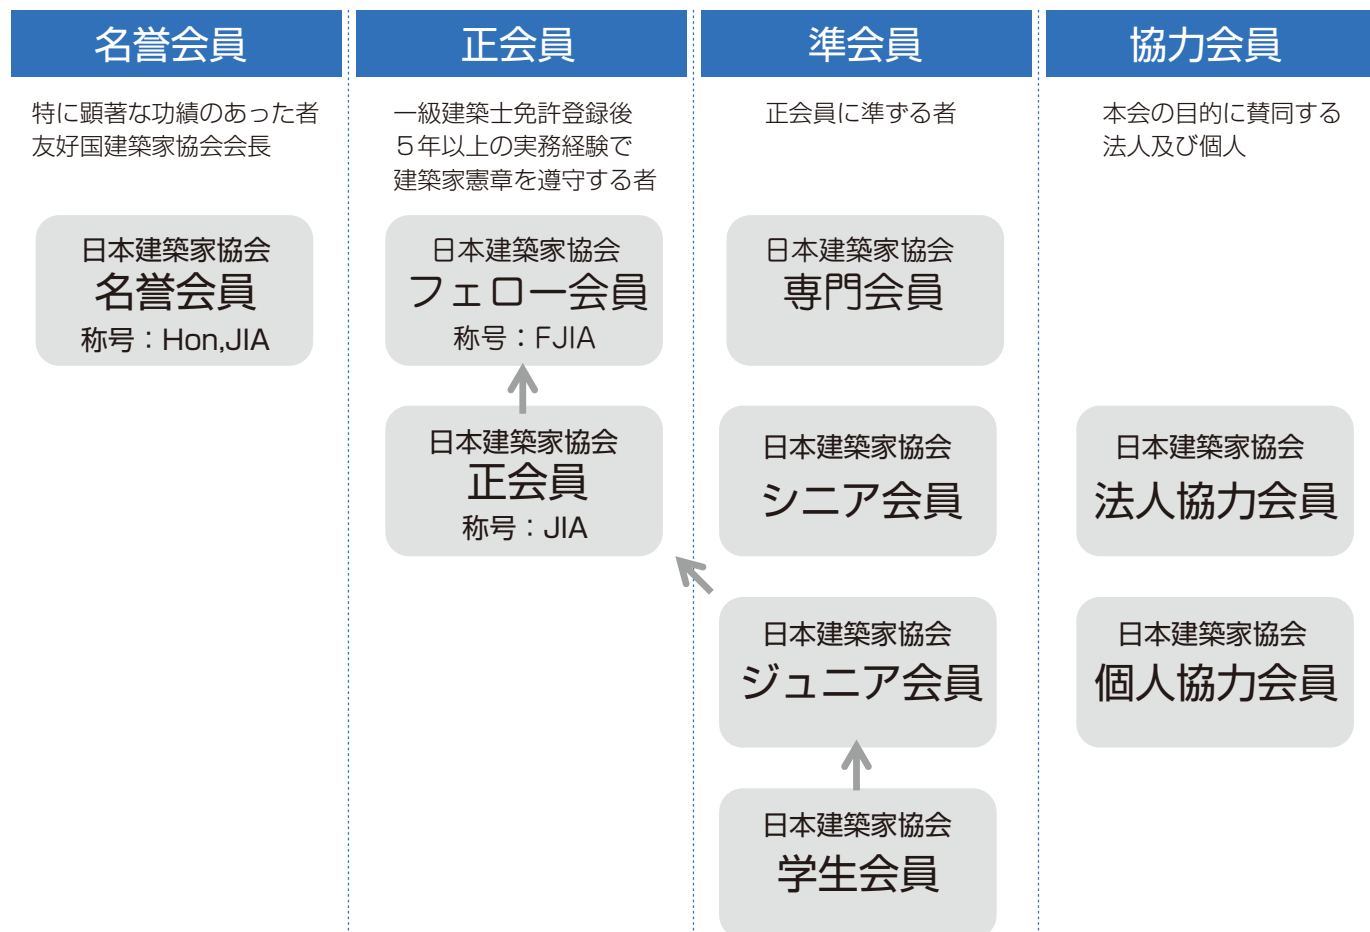 名誉会員
特に顕著な功績のあった者
友好国建築家協会会長
日本建築家協会
名誉会員
称号：Hon,JIA
正会員
一級建築士免許登録後
５年以上の実務経験で
建築家憲章を遵守する者
日本建築家協会
フェロー会員
称号：FJIA
日本建築家協会
正会員
称号：JIA
準会員
正会員に準ずる者
日本建築家協会
専門会員
日本建築家協会
シニア会員
日本建築家協会
ジュニア会員
日本建築家協会
学生会員
協力会員
本会の目的に賛同する
法人及び個人
日本建築家協会
法人協力会員
日本建築家協会
個人協力会員